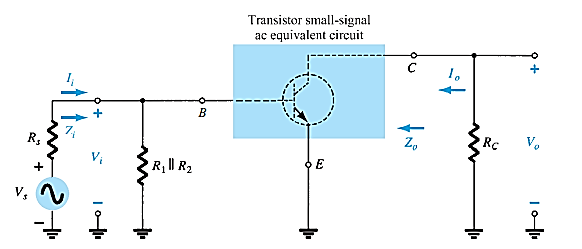 Transistor small-signal
ac equivalent circuit
I_i
Z_i
+
R_s
+
V_s
−
V_i
−
R_1 || R_2
B
E
C
I_o
Z_o
R_C
+
V_o
−